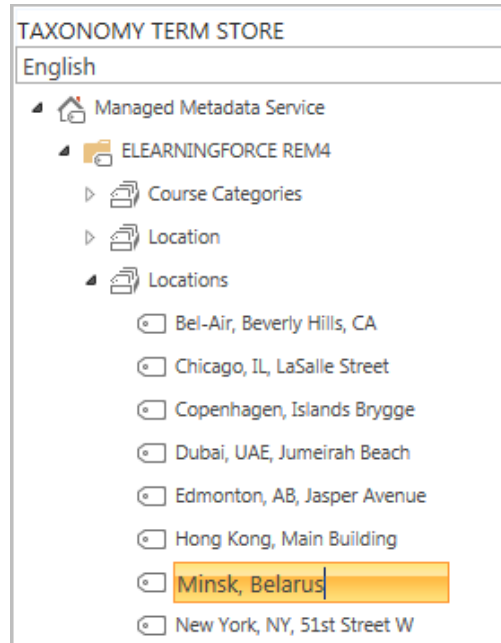 TAXONOMY TERM STORE
English
Managed Metadata Service
ELEARNINGFORCE REM4
Course Categories
Location
Locations
Bel-Air, Beverly Hills, CA
Chicago, IL, LaSalle Street
Copenhagen, Islands Brygge
Dubai, UAE, Jumeirah Beach
Edmonton, AB, Jasper Avenue
Hong Kong, Main Building
Minsk, Belarus
New York, NY, 51st Street W